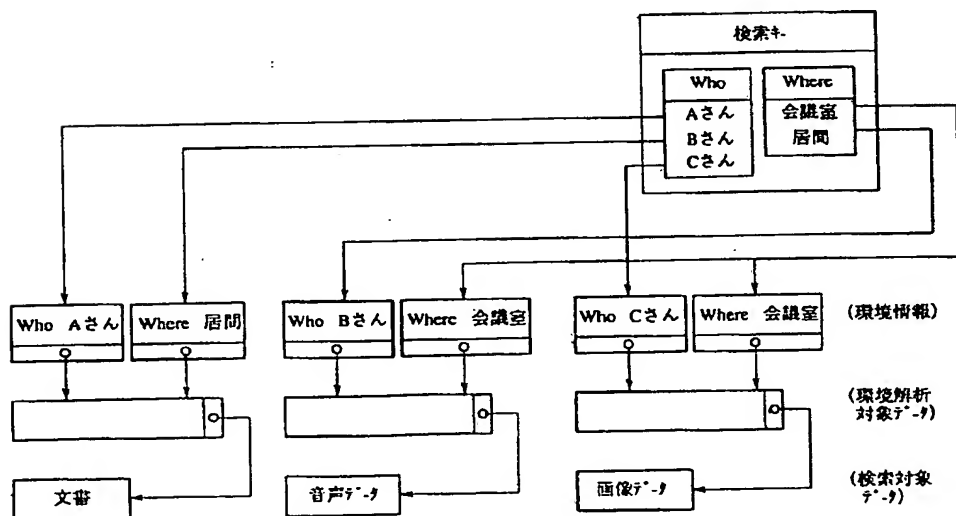 検索キー
Who
Where
Aさん
会議室
Bさん
居間
Cさん
Who Aさん
Where 居間
Who Bさん
Where 会議室
Who Cさん
Where 会議室
(環境情報)
(環境解析
対象データ)
文番
音声データ
画像データ
(検索対象
データ)